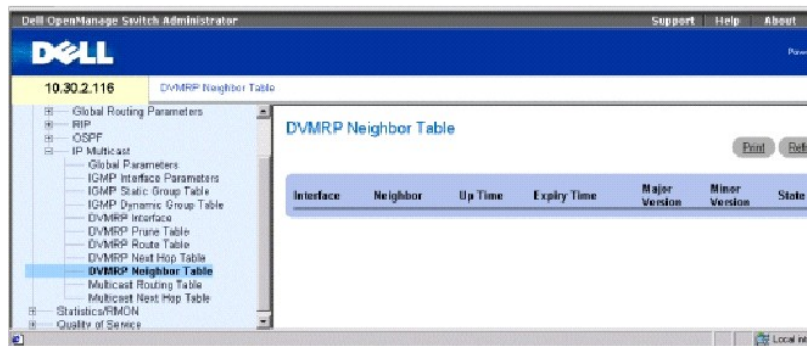 Dell OpenManage Switch Administrator
Support Help About
DELL
10.30.2.116
DVMRP Neighbor Table
Global Routing Parameters
RIP
OSPF
IP Multicast
Global Parameters
IGMP Interface Parameters
IGMP Static Group Table
IGMP Dynamic Group Table
DVMRP Interface
DVMRP Prune Table
DVMRP Route Table
DVMRP Next Hop Table
DVMRP Neighbor Table
Multicast Routing Table
Multicast Next Hop Table
Statistics/RMON
Quality of Service
DVMRP Neighbor Table
Print
Interface Neighbor Up Time Expiry Time Major Version Minor Version State
Local